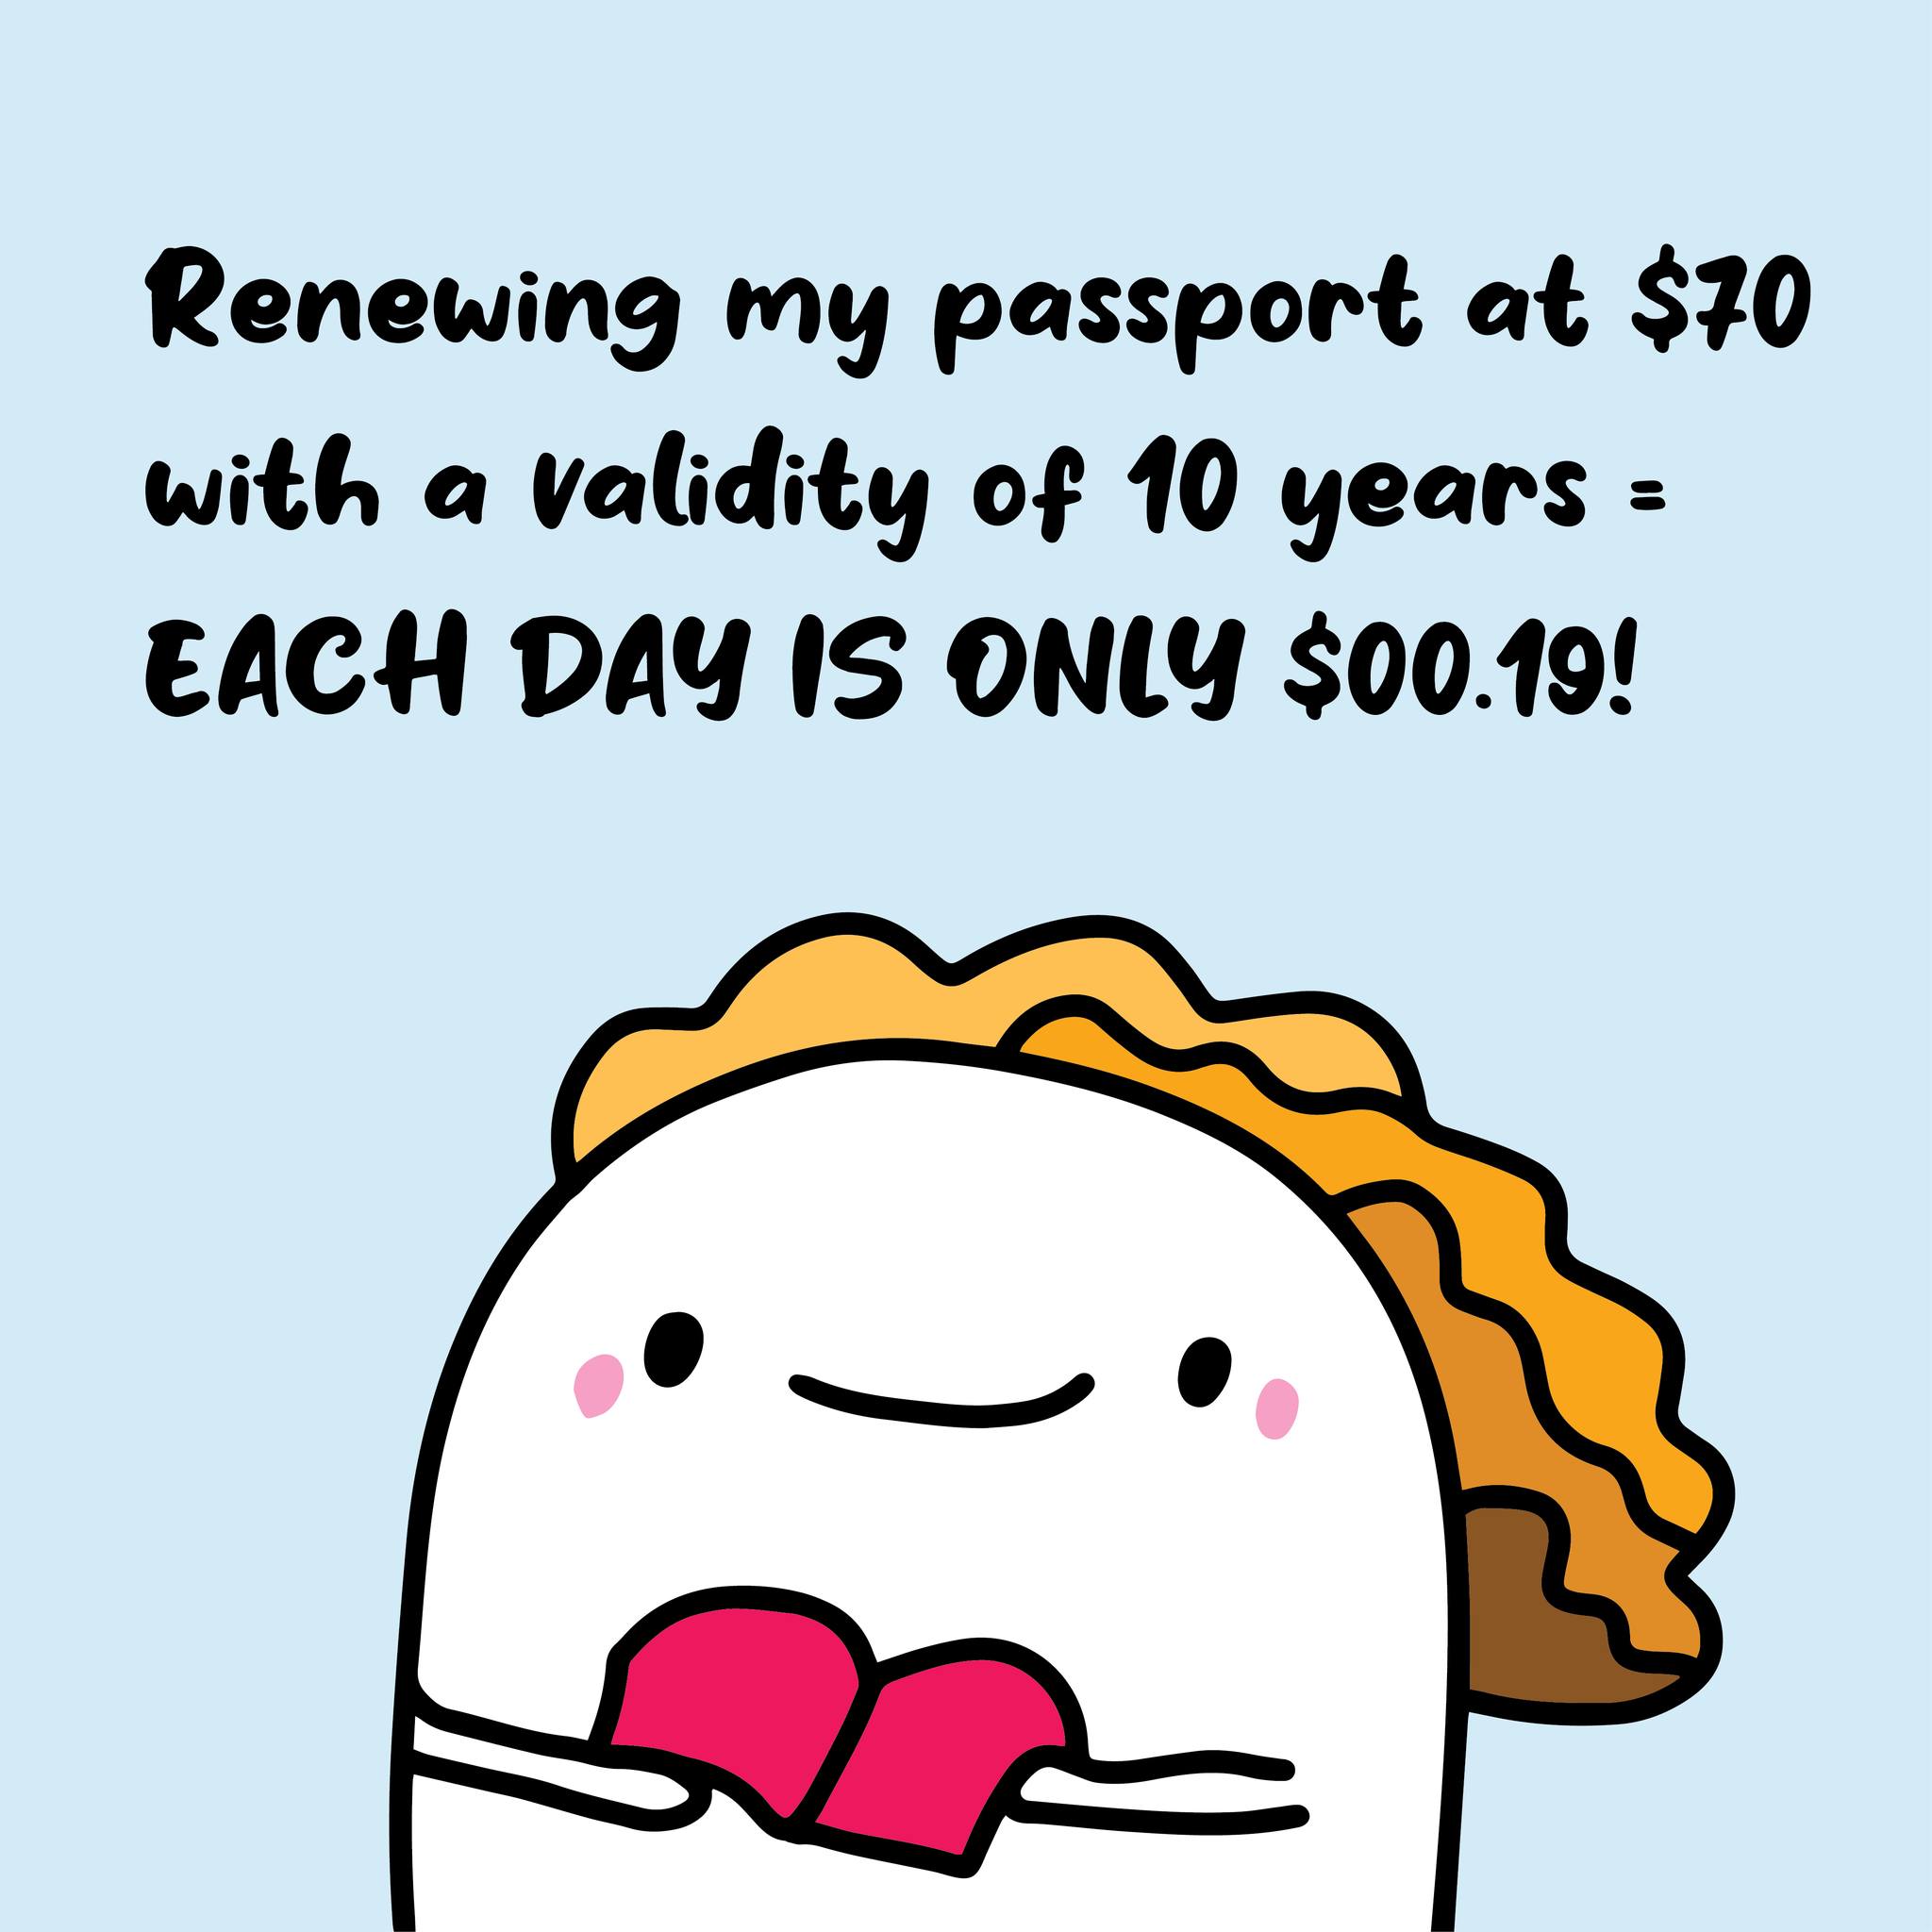 Renewing my passport at $70
with a validity of 10 years =
EACH DAY IS ONLY $00.19!